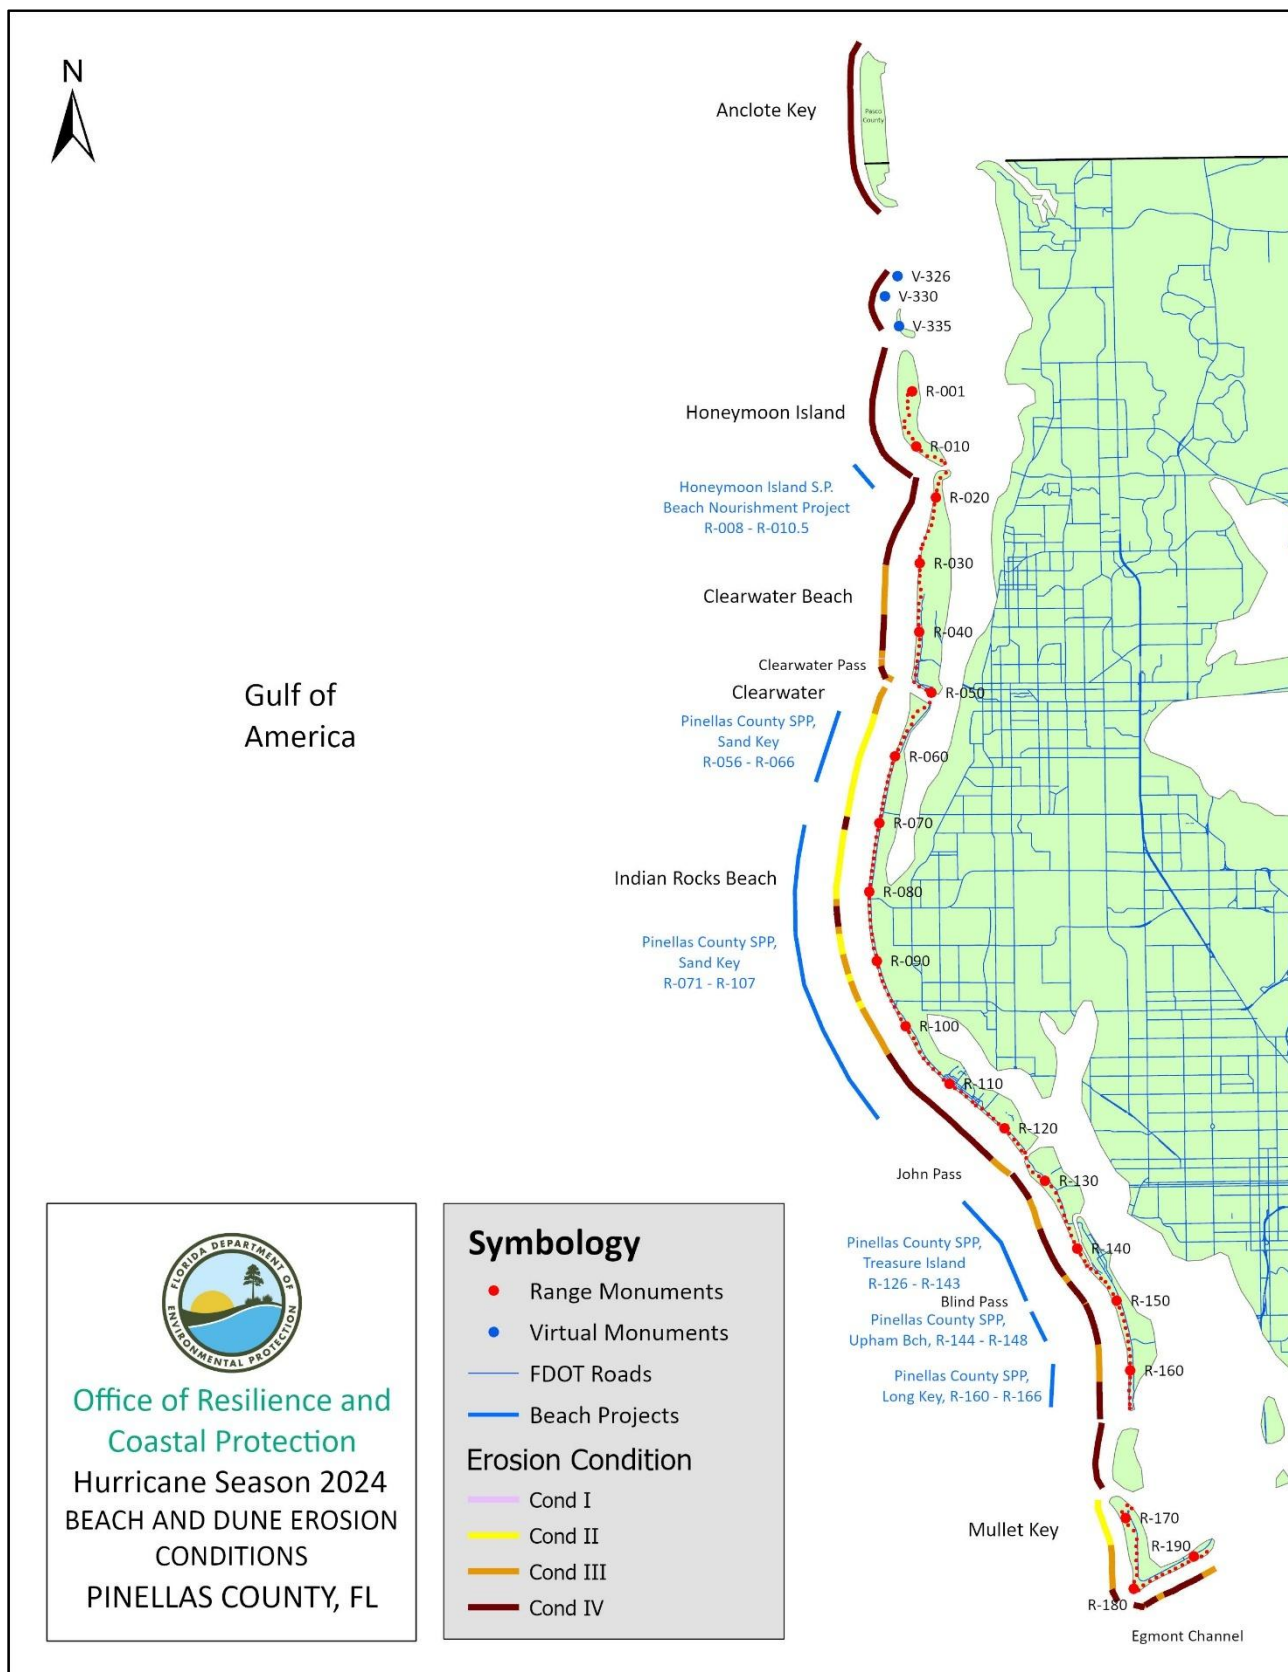 N
Anclote Key
Pasco
County
V-326
V-330
V-335
R-001
Honeymoon Island
R-010
Honeymoon Island S.P.
Beach Nourishment Project
R-008 - R-010.5
R-020
R-030
Clearwater Beach
R-040
Clearwater Pass
Clearwater
R-050
Gulf of
America
Pinellas County SPP,
Sand Key
R-056 - R-066
R-060
R-070
Indian Rocks Beach
R-080
Pinellas County SPP,
Sand Key
R-071 - R-107
R-090
R-100
R-110
R-120
John Pass
R-130
Pinellas County SPP,
Treasure Island
R-126 - R-143
R-140
Blind Pass
R-150
Pinellas County SPP,
Upham Bch, R-144 - R-148
R-160
Pinellas County SPP,
Long Key, R-160 - R-166
Mullet Key
R-170
R-190
R-180
Egmont Channel
FLORIDA DEPARTMENT OF
ENVIRONMENTAL PROTECTION
Office of Resilience and
Coastal Protection
Hurricane Season 2024
BEACH AND DUNE EROSION
CONDITIONS
PINELLAS COUNTY, FL
Symbology
Range Monuments
Virtual Monuments
FDOT Roads
Beach Projects
Erosion Condition
Cond I
Cond II
Cond III
Cond IV